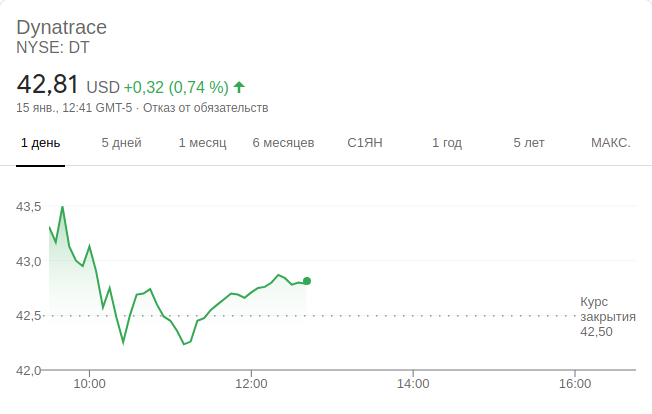 Dynatrace
NYSE: DT
42,81 USD +0,32 (0,74 %)
15 янв., 12:41 GMT-5 · Отказ от обязательств
1 день 5 дней 1 месяц 6 месяцев С1ЯН 1 год 5 лет МАКС.
43,5
43,0
42,5
42,0
Курс
закрытия
42,50
10:00 12:00 14:00 16:00